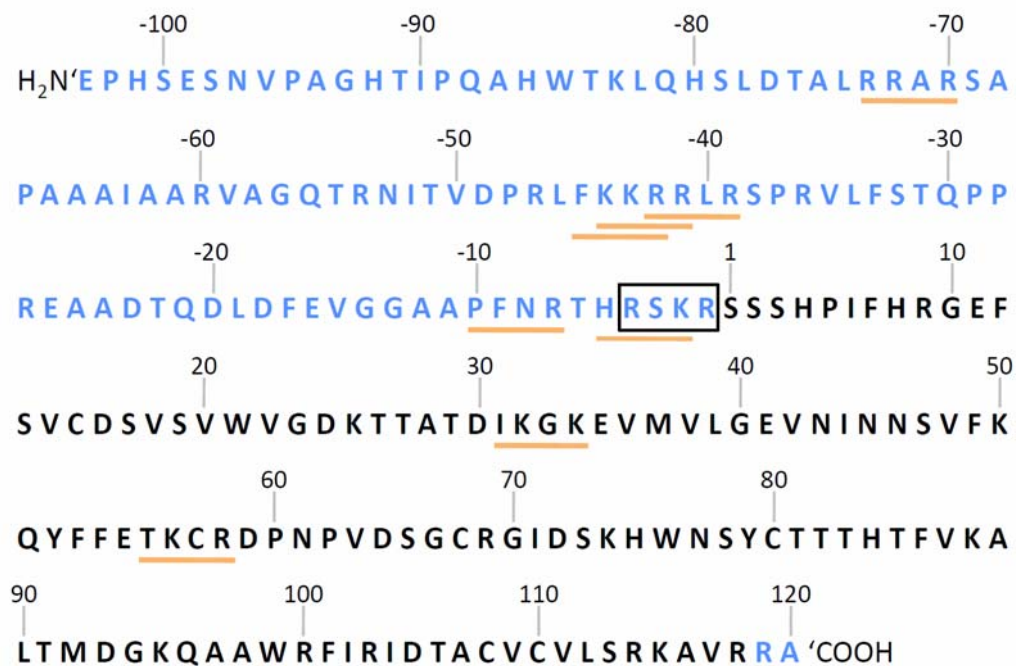 -100 -90 -80 -70
H₂N‘E P H S E S N V P A G H T I P Q A H W T K L Q H S L D T A L R R A R S A
-60 -50 -40 -30
P A A A I A A R V A G Q T R N I T V D P R L F K K R R L R S P R V L F S T Q P P
-20 -10 1 10
R E A A D T Q D L D F E V G G A A P F N R T H R S K R S S S H P I F H R G E F
20 30 40 50
S V C D S V S V W V G D K T T A T D I K G K E V M V L G E V N I N N S V F K
60 70 80
Q Y F F E T K C R D P N P V D S G C R G I D S K H W N S Y C T T T H T F V K A
90 100 110 120
L T M D G K Q A A W R F I R I D T A C V C V L S R K A V R R A ‘COOH